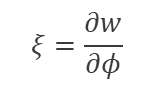 ξ = ∂w/∂ϕ